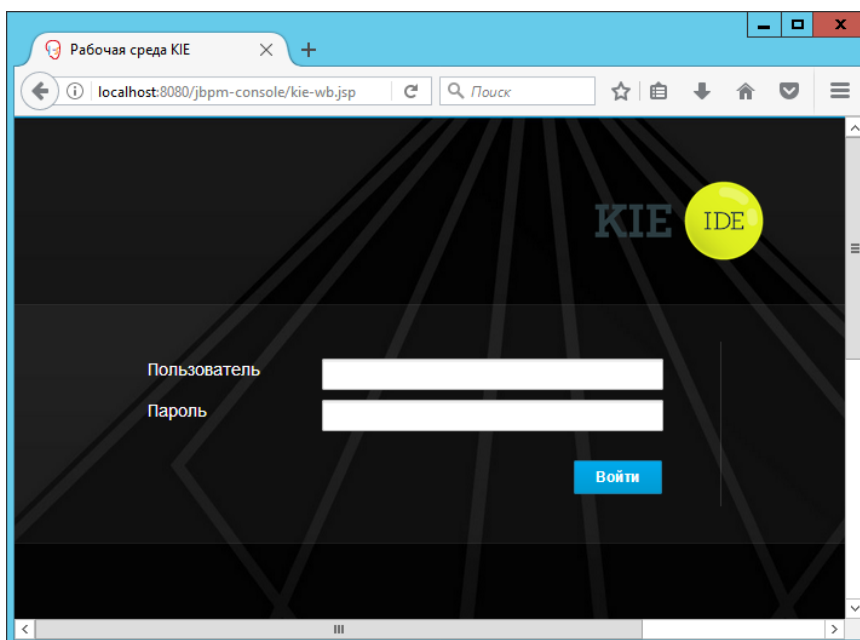 Рабочая среда KIE
localhost:8080/jbpm-console/kie-wb.jsp
Поиск
KIE IDE
Пользователь
Пароль
Войти